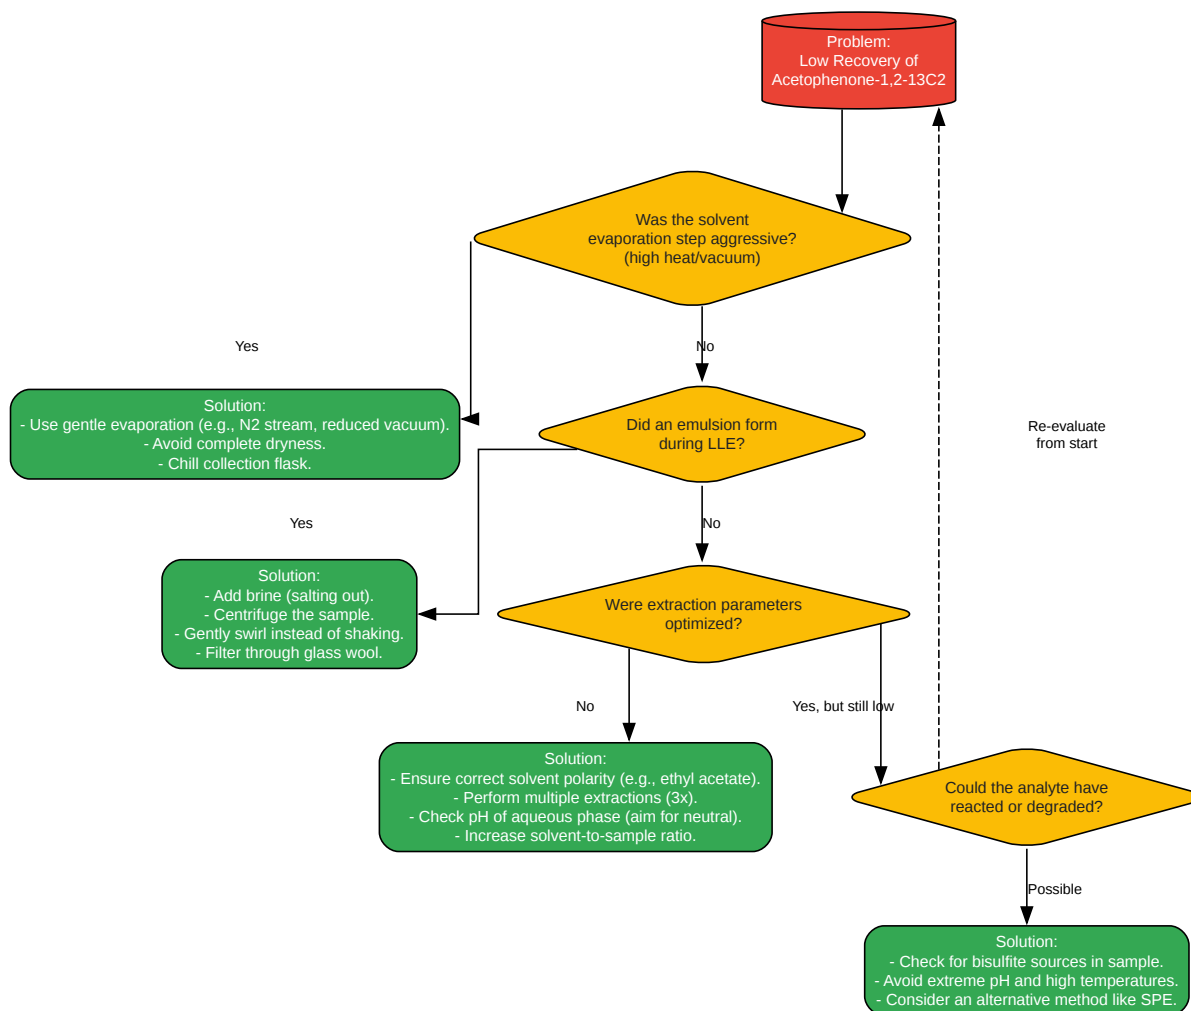 Problem:
Low Recovery of
Acetophenone-1,2-13C2
Was the solvent
evaporation step aggressive?
(high heat/vacuum)
Yes
No
Solution:
- Use gentle evaporation (e.g., N2 stream, reduced vacuum).
- Avoid complete dryness.
- Chill collection flask.
Did an emulsion form
during LLE?
Re-evaluate
from start
Yes
No
Solution:
- Add brine (salting out).
- Centrifuge the sample.
- Gently swirl instead of shaking.
- Filter through glass wool.
Were extraction parameters
optimized?
No
Yes, but still low
Solution:
- Ensure correct solvent polarity (e.g., ethyl acetate).
- Perform multiple extractions (3x).
- Check pH of aqueous phase (aim for neutral).
- Increase solvent-to-sample ratio.
Could the analyte have
reacted or degraded?
Possible
Solution:
- Check for bisulfite sources in sample.
- Avoid extreme pH and high temperatures.
- Consider an alternative method like SPE.